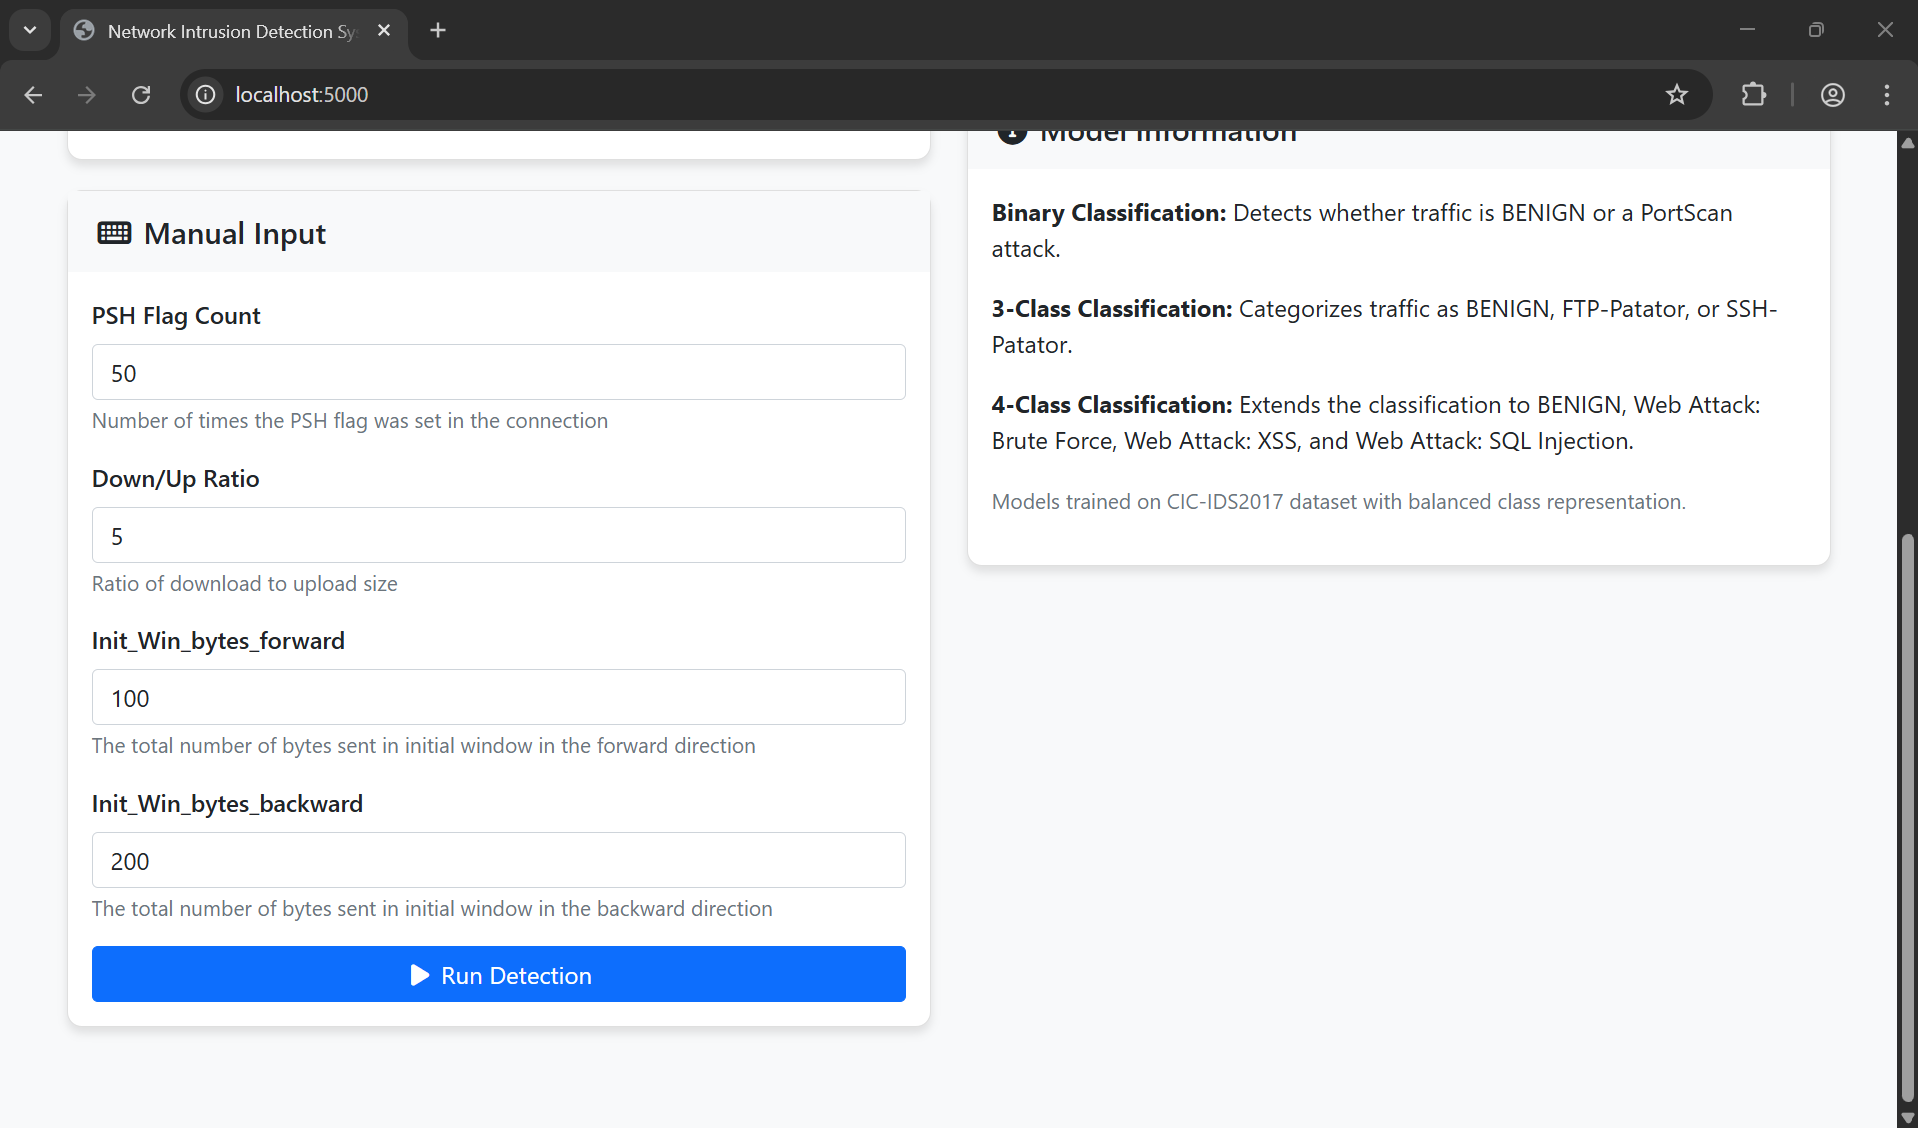 Network Intrusion Detection Sy
localhost:5000
Manual Input
PSH Flag Count
50
Number of times the PSH flag was set in the connection
Down/Up Ratio
5
Ratio of download to upload size
Init_Win_bytes_forward
100
The total number of bytes sent in initial window in the forward direction
Init_Win_bytes_backward
200
The total number of bytes sent in initial window in the backward direction
Run Detection
Model Information
Binary Classification: Detects whether traffic is BENIGN or a PortScan
attack.
3-Class Classification: Categorizes traffic as BENIGN, FTP-Patator, or SSH-
Patator.
4-Class Classification: Extends the classification to BENIGN, Web Attack:
Brute Force, Web Attack: XSS, and Web Attack: SQL Injection.
Models trained on CIC-IDS2017 dataset with balanced class representation.